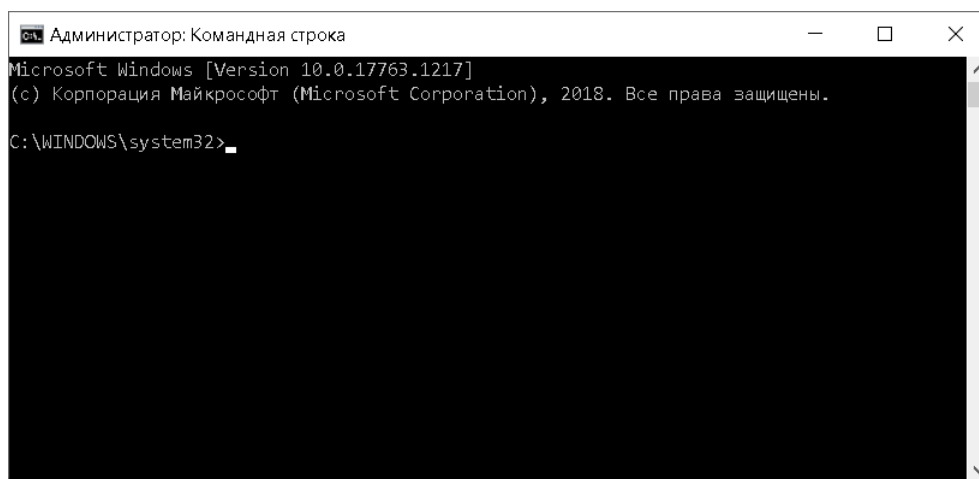 Администратор: Командная строка
Microsoft Windows [Version 10.0.17763.1217]
(c) Корпорация Майкрософт (Microsoft Corporation), 2018. Все права защищены.
C:\WINDOWS\system32>